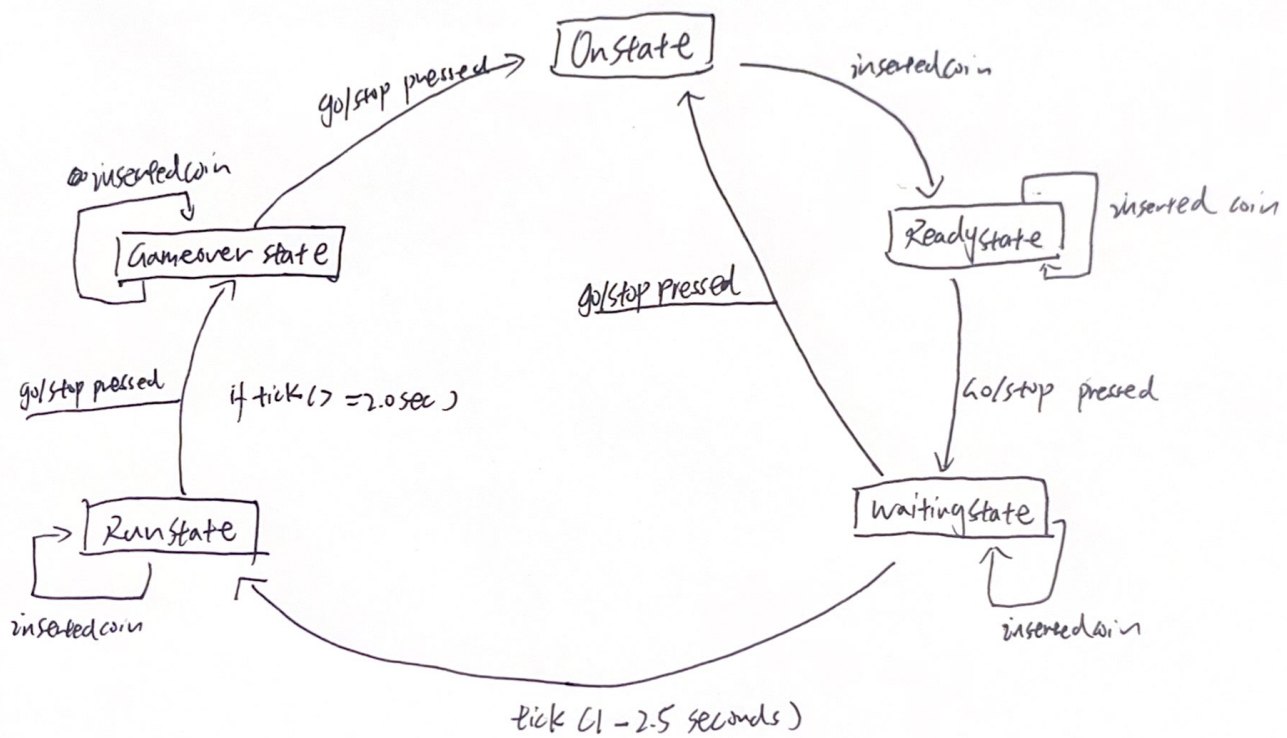 OnState
insertedcoin
go/stop pressed
insertedcoin
Gameover state
Readystate
inserted coin
go/stop pressed
go/stop pressed
if tick(>=2.0sec)
Go/stop pressed
RunState
waitingstate
insertedcoin
insertedcoin
tick (1-2.5 seconds)